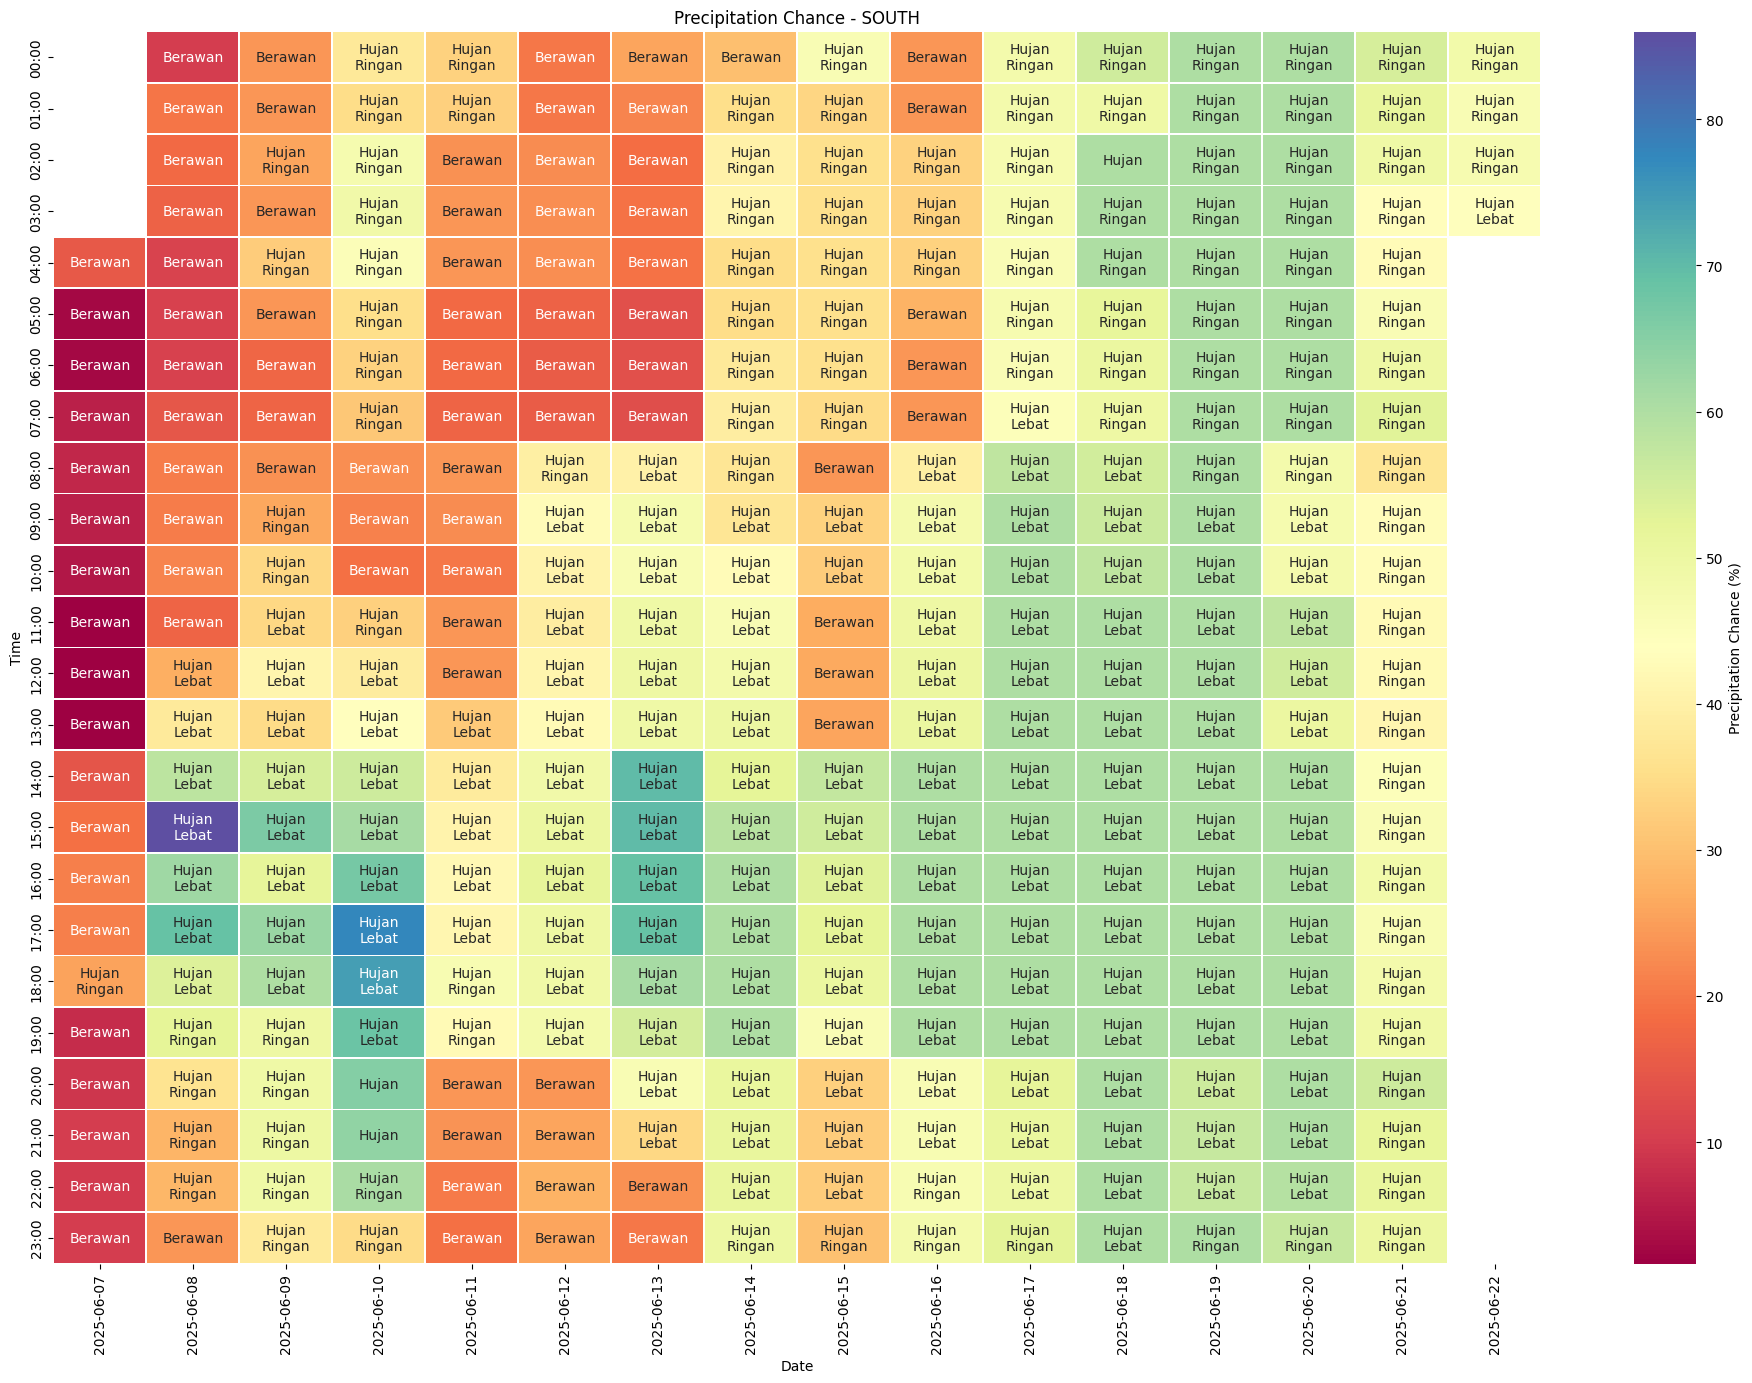 Precipitation Chance - SOUTH
00:00 Berawan Berawan Hujan Ringan Hujan Ringan Berawan Berawan Berawan Hujan Ringan Berawan Hujan Ringan Hujan Ringan Hujan Ringan Hujan Ringan Hujan Ringan Hujan Ringan
01:00 Berawan Berawan Hujan Ringan Hujan Ringan Berawan Berawan Hujan Ringan Hujan Ringan Berawan Hujan Ringan Hujan Ringan Hujan Ringan Hujan Ringan Hujan Ringan Hujan Ringan
02:00 Berawan Hujan Ringan Hujan Ringan Berawan Berawan Berawan Hujan Ringan Hujan Ringan Hujan Ringan Hujan Ringan Hujan Hujan Ringan Hujan Ringan Hujan Ringan Hujan Ringan
03:00 Berawan Berawan Hujan Ringan Berawan Berawan Berawan Hujan Ringan Hujan Ringan Hujan Ringan Hujan Ringan Hujan Ringan Hujan Ringan Hujan Ringan Hujan Ringan Hujan Lebat
04:00 Berawan Berawan Hujan Ringan Hujan Ringan Berawan Berawan Berawan Hujan Ringan Hujan Ringan Hujan Ringan Hujan Ringan Hujan Ringan Hujan Ringan Hujan Ringan Hujan Ringan
05:00 Berawan Berawan Berawan Hujan Ringan Berawan Berawan Berawan Hujan Ringan Hujan Ringan Berawan Hujan Ringan Hujan Ringan Hujan Ringan Hujan Ringan Hujan Ringan
06:00 Berawan Berawan Berawan Hujan Ringan Berawan Berawan Berawan Hujan Ringan Hujan Ringan Berawan Hujan Ringan Hujan Ringan Hujan Ringan Hujan Ringan Hujan Ringan
07:00 Berawan Berawan Berawan Hujan Ringan Berawan Berawan Berawan Hujan Ringan Hujan Ringan Berawan Hujan Lebat Hujan Ringan Hujan Ringan Hujan Ringan Hujan Ringan
08:00 Berawan Berawan Berawan Berawan Berawan Hujan Ringan Hujan Lebat Hujan Ringan Berawan Hujan Lebat Hujan Lebat Hujan Lebat Hujan Ringan Hujan Ringan Hujan Ringan
09:00 Berawan Berawan Hujan Ringan Berawan Berawan Hujan Lebat Hujan Lebat Hujan Lebat Hujan Lebat Hujan Lebat Hujan Lebat Hujan Lebat Hujan Lebat Hujan Lebat Hujan Ringan
10:00 Berawan Berawan Hujan Ringan Berawan Berawan Hujan Lebat Hujan Lebat Hujan Lebat Hujan Lebat Hujan Lebat Hujan Lebat Hujan Lebat Hujan Lebat Hujan Lebat Hujan Ringan
11:00 Berawan Berawan Hujan Lebat Hujan Ringan Berawan Hujan Lebat Hujan Lebat Hujan Lebat Berawan Hujan Lebat Hujan Lebat Hujan Lebat Hujan Lebat Hujan Lebat Hujan Ringan
12:00 Berawan Hujan Lebat Hujan Lebat Hujan Lebat Berawan Hujan Lebat Hujan Lebat Hujan Lebat Berawan Hujan Lebat Hujan Lebat Hujan Lebat Hujan Lebat Hujan Lebat Hujan Ringan
13:00 Berawan Hujan Lebat Hujan Lebat Hujan Lebat Hujan Lebat Hujan Lebat Hujan Lebat Hujan Lebat Berawan Hujan Lebat Hujan Lebat Hujan Lebat Hujan Lebat Hujan Lebat Hujan Ringan
14:00 Berawan Hujan Lebat Hujan Lebat Hujan Lebat Hujan Lebat Hujan Lebat Hujan Lebat Hujan Lebat Hujan Lebat Hujan Lebat Hujan Lebat Hujan Lebat Hujan Lebat Hujan Lebat Hujan Ringan
15:00 Berawan Hujan Lebat Hujan Lebat Hujan Lebat Hujan Lebat Hujan Lebat Hujan Lebat Hujan Lebat Hujan Lebat Hujan Lebat Hujan Lebat Hujan Lebat Hujan Lebat Hujan Lebat Hujan Ringan
16:00 Berawan Hujan Lebat Hujan Lebat Hujan Lebat Hujan Lebat Hujan Lebat Hujan Lebat Hujan Lebat Hujan Lebat Hujan Lebat Hujan Lebat Hujan Lebat Hujan Lebat Hujan Lebat Hujan Ringan
17:00 Berawan Hujan Lebat Hujan Lebat Hujan Lebat Hujan Lebat Hujan Lebat Hujan Lebat Hujan Lebat Hujan Lebat Hujan Lebat Hujan Lebat Hujan Lebat Hujan Lebat Hujan Lebat Hujan Ringan
18:00 Hujan Ringan Hujan Lebat Hujan Lebat Hujan Lebat Hujan Ringan Hujan Lebat Hujan Lebat Hujan Lebat Hujan Lebat Hujan Lebat Hujan Lebat Hujan Lebat Hujan Lebat Hujan Lebat Hujan Ringan
19:00 Berawan Hujan Ringan Hujan Ringan Hujan Lebat Hujan Ringan Hujan Lebat Hujan Lebat Hujan Lebat Hujan Lebat Hujan Lebat Hujan Lebat Hujan Lebat Hujan Lebat Hujan Lebat Hujan Ringan
20:00 Berawan Hujan Ringan Hujan Ringan Hujan Berawan Berawan Hujan Lebat Hujan Lebat Hujan Lebat Hujan Lebat Hujan Lebat Hujan Lebat Hujan Lebat Hujan Lebat Hujan Ringan
21:00 Berawan Hujan Ringan Hujan Ringan Hujan Berawan Berawan Hujan Lebat Hujan Lebat Hujan Lebat Hujan Lebat Hujan Lebat Hujan Lebat Hujan Lebat Hujan Lebat Hujan Ringan
22:00 Berawan Hujan Ringan Hujan Ringan Hujan Ringan Berawan Berawan Berawan Hujan Lebat Hujan Lebat Hujan Ringan Hujan Lebat Hujan Lebat Hujan Lebat Hujan Lebat Hujan Ringan
23:00 Berawan Berawan Hujan Ringan Hujan Ringan Berawan Berawan Berawan Hujan Ringan Hujan Ringan Hujan Ringan Hujan Ringan Hujan Lebat Hujan Ringan Hujan Ringan Hujan Ringan
Time
2025-06-07 2025-06-08 2025-06-09 2025-06-10 2025-06-11 2025-06-12 2025-06-13 2025-06-14 2025-06-15 2025-06-16 2025-06-17 2025-06-18 2025-06-19 2025-06-20 2025-06-21 2025-06-22
Date
80
70
60
50
40
30
20
10
Precipitation Chance (%)